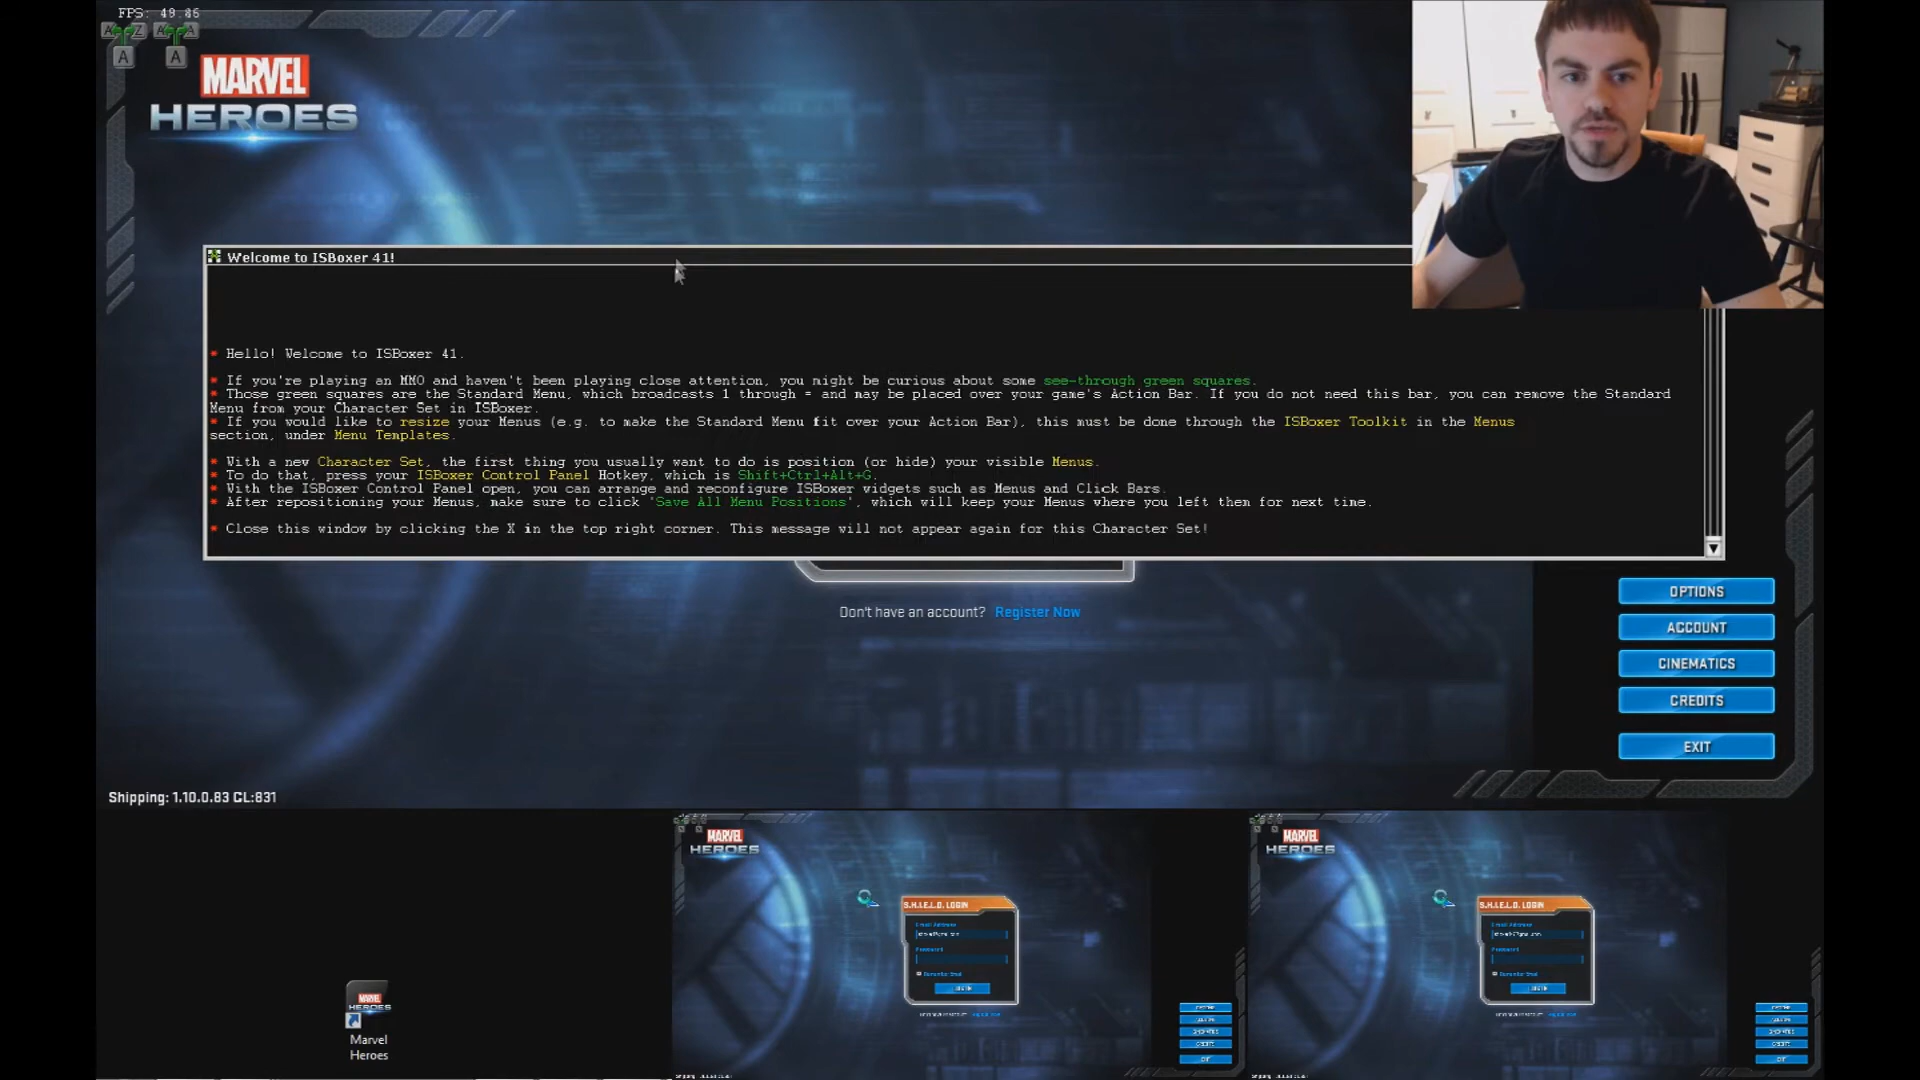 FPS: 49.86
A Z A A
A A
MARVEL
HEROES
Welcome to ISBoxer 41!
* Hello! Welcome to ISBoxer 41.
* If you're playing an MMO and haven't been playing close attention, you might be curious about some see-through green squares.
* Those green squares are the Standard Menu, which broadcasts 1 through = and may be placed over your game's Action Bar. If you do not need this bar, you can remove the Standard
Menu from your Character Set in ISBoxer.
* If you would like to resize your Menus (e.g. to make the Standard Menu fit over your Action Bar), this must be done through the ISBoxer Toolkit in the Menus
section, under Menu Templates.
* With a new Character Set, the first thing you usually want to do is position (or hide) your visible Menus.
* To do that, press your ISBoxer Control Panel Hotkey, which is Shift+Ctrl+Alt+G.
* With the ISBoxer Control Panel open, you can arrange and reconfigure ISBoxer widgets such as Menus and Click Bars.
* After repositioning your Menus, make sure to click 'Save All Menu Positions', which will keep your Menus where you left them for next time.
* Close this window by clicking the X in the top right corner. This message will not appear again for this Character Set!
Don't have an account? Register Now
OPTIONS
ACCOUNT
CINEMATICS
CREDITS
EXIT
Shipping: 1.10.0.83 CL:831
MARVEL
HEROES
S.H.I.E.L.D. LOGIN
Email Address
Password
MARVEL
HEROES
S.H.I.E.L.D. LOGIN
Email Address
Password
MARVEL
HEROES
Marvel
Heroes